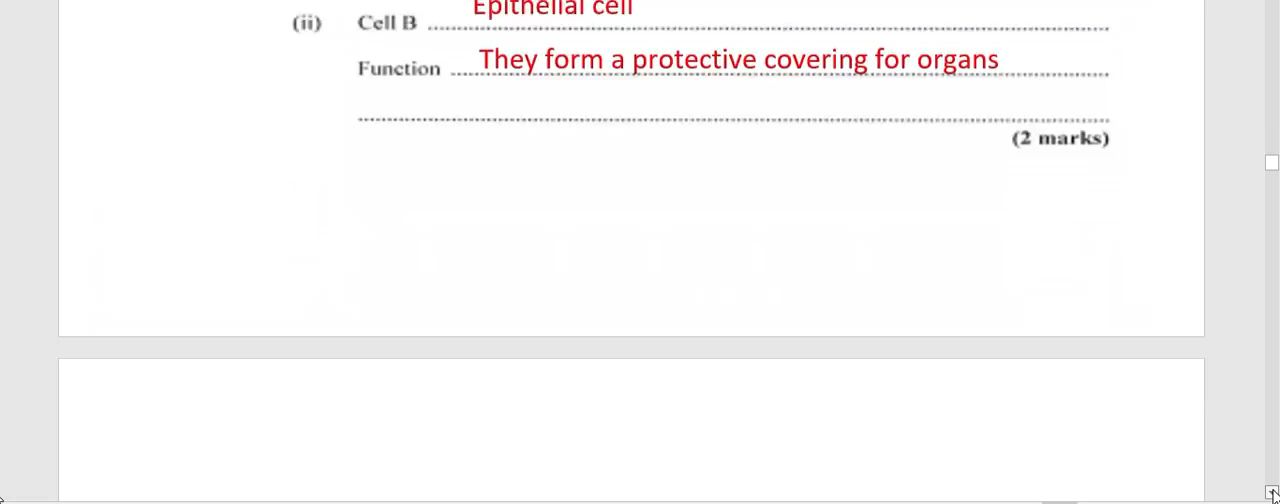 Epithelial cell
(ii) Cell B
Function They form a protective covering for organs
(2 marks)